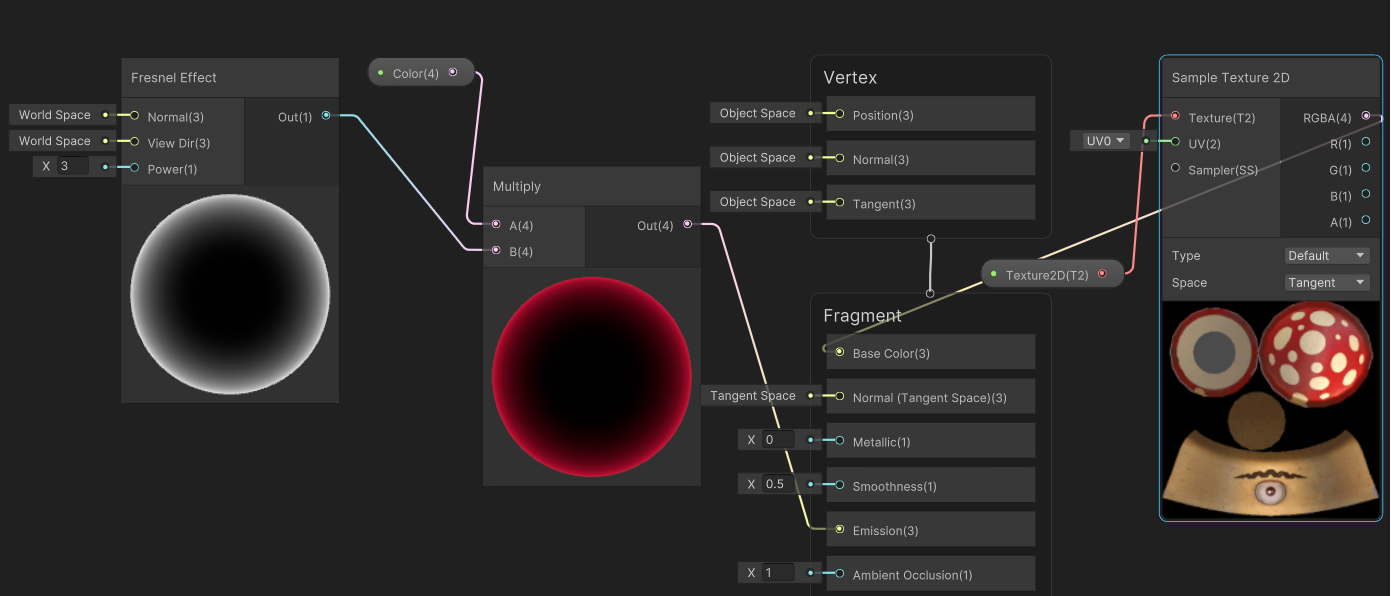 Fresnel Effect
World Space
Normal(3)
Out(1)
World Space
View Dir(3)
X 3
Power(1)
Color(4)
Multiply
A(4)
Out(4)
B(4)
Vertex
Object Space
Position(3)
Object Space
Normal(3)
Object Space
Tangent(3)
Fragment
Base Color(3)
Tangent Space
Normal (Tangent Space)(3)
X 0
Metallic(1)
X 0.5
Smoothness(1)
Emission(3)
X 1
Ambient Occlusion(1)
Texture2D(T2)
Sample Texture 2D
Texture(T2)
RGBA(4)
UV0
UV(2)
R(1)
Sampler(SS)
G(1)
B(1)
A(1)
Type
Default
Space
Tangent